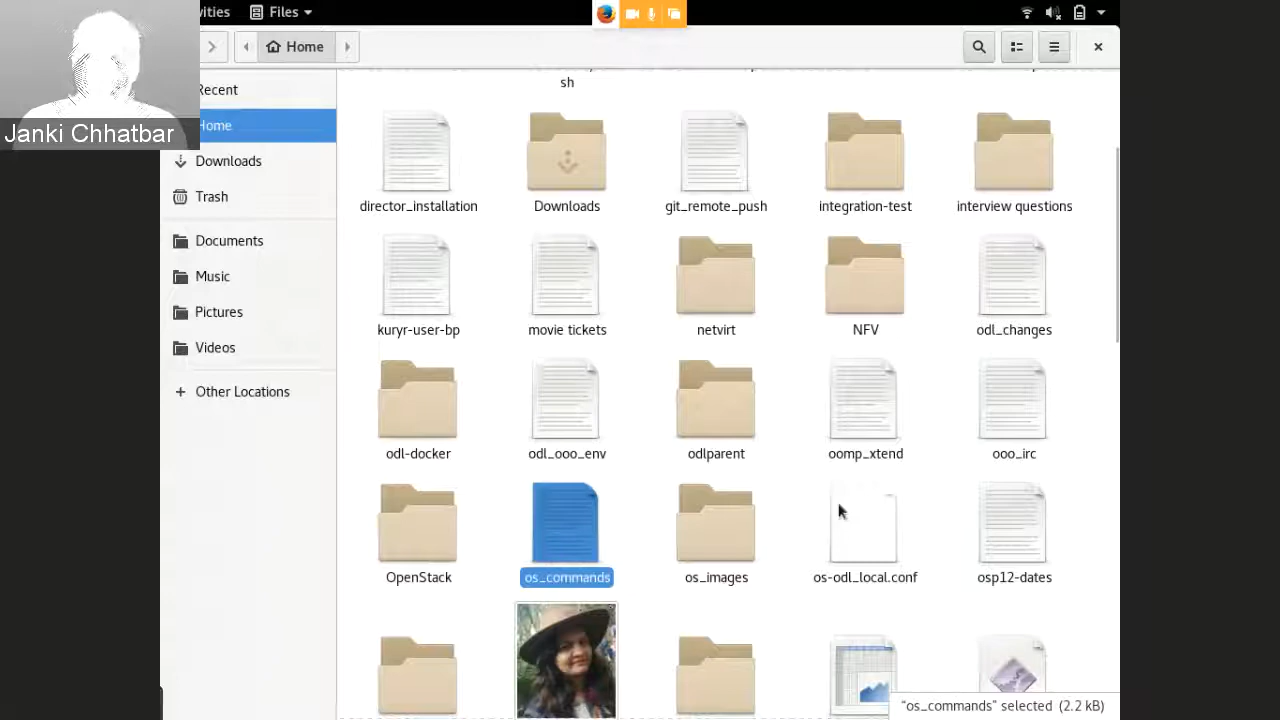 vities
Files
Janki Chhatbar
Home
sh
Recent
Home
Downloads
Trash
Documents
Music
Pictures
Videos
Other Locations
director_installation
Downloads
git_remote_push
integration-test
interview questions
kuryr-user-bp
movie tickets
netvirt
NFV
odl_changes
odl-docker
odl_ooo_env
odlparent
oomp_xtend
ooo_irc
OpenStack
os_commands
os_images
os-odl_local.conf
osp12-dates
"os_commands" selected (2.2 kB)